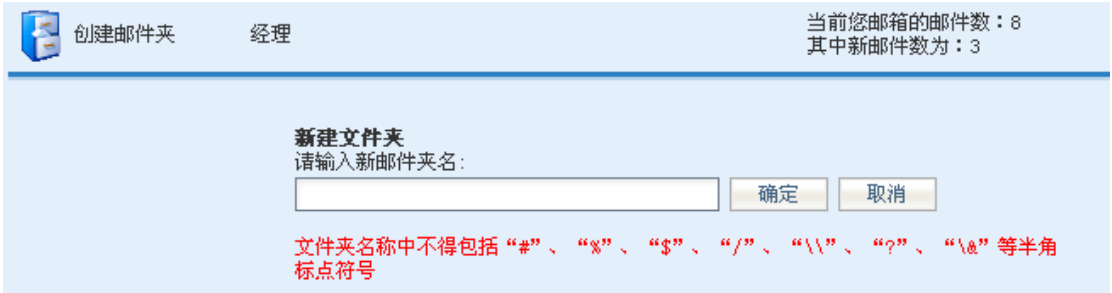 创建邮件夹 经理 当前您邮箱的邮件数：8
其中新邮件数为：3
新建文件夹
请输入新邮件夹名：
确定 取消
文件夹名称中不得包括“#”、“%”、“$”、“/”、“\\”、“?”、“\&”等半角
标点符号